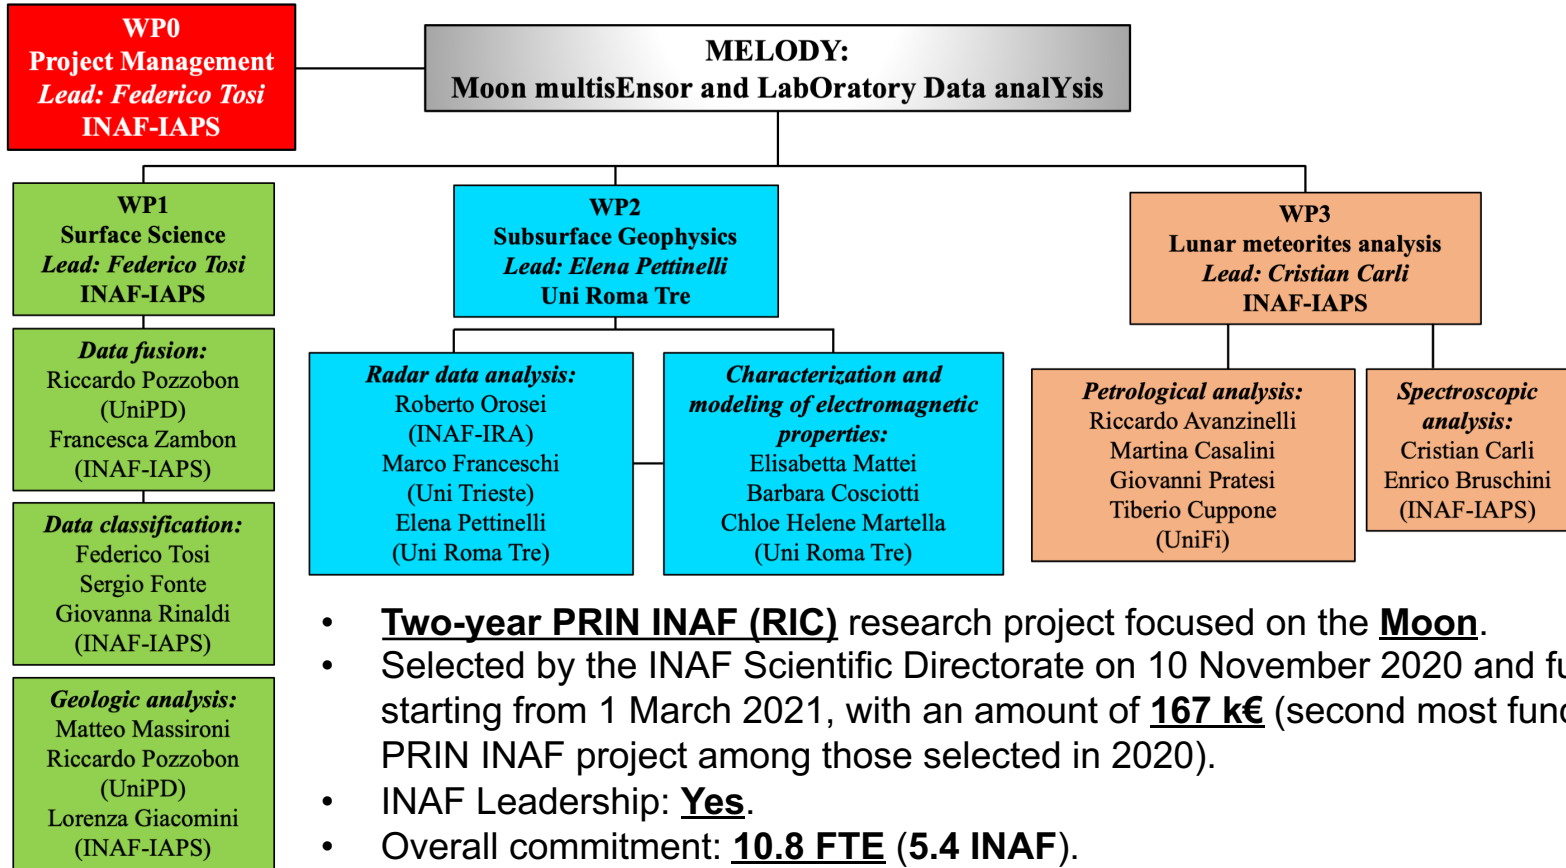 WP0
Project Management
Lead: Federico Tosi
INAF-IAPS
MELODY:
Moon multisEnsor and LabOratory Data analYsis
WP1
Surface Science
Lead: Federico Tosi
INAF-IAPS
Data fusion:
Riccardo Pozzobon
(UniPD)
Francesca Zambon
(INAF-IAPS)
Data classification:
Federico Tosi
Sergio Fonte
Giovanna Rinaldi
(INAF-IAPS)
Geologic analysis:
Matteo Massironi
Riccardo Pozzobon
(UniPD)
Lorenza Giacomini
(INAF-IAPS)
WP2
Subsurface Geophysics
Lead: Elena Pettinelli
Uni Roma Tre
Radar data analysis:
Roberto Orosei
(INAF-IRA)
Marco Franceschi
(Uni Trieste)
Elena Pettinelli
(Uni Roma Tre)
Characterization and
modeling of electromagnetic
properties:
Elisabetta Mattei
Barbara Cosciotti
Chloe Helene Martella
(Uni Roma Tre)
WP3
Lunar meteorites analysis
Lead: Cristian Carli
INAF-IAPS
Petrological analysis:
Riccardo Avanzinelli
Martina Casalini
Giovanni Pratesi
Tiberio Cuppone
(UniFi)
Spectroscopic
analysis:
Cristian Carli
Enrico Bruschini
(INAF-IAPS)
• Two-year PRIN INAF (RIC) research project focused on the Moon.
• Selected by the INAF Scientific Directorate on 10 November 2020 and
starting from 1 March 2021, with an amount of 167 k€ (second most
PRIN INAF project among those selected in 2020).
• INAF Leadership: Yes.
• Overall commitment: 10.8 FTE (5.4 INAF).